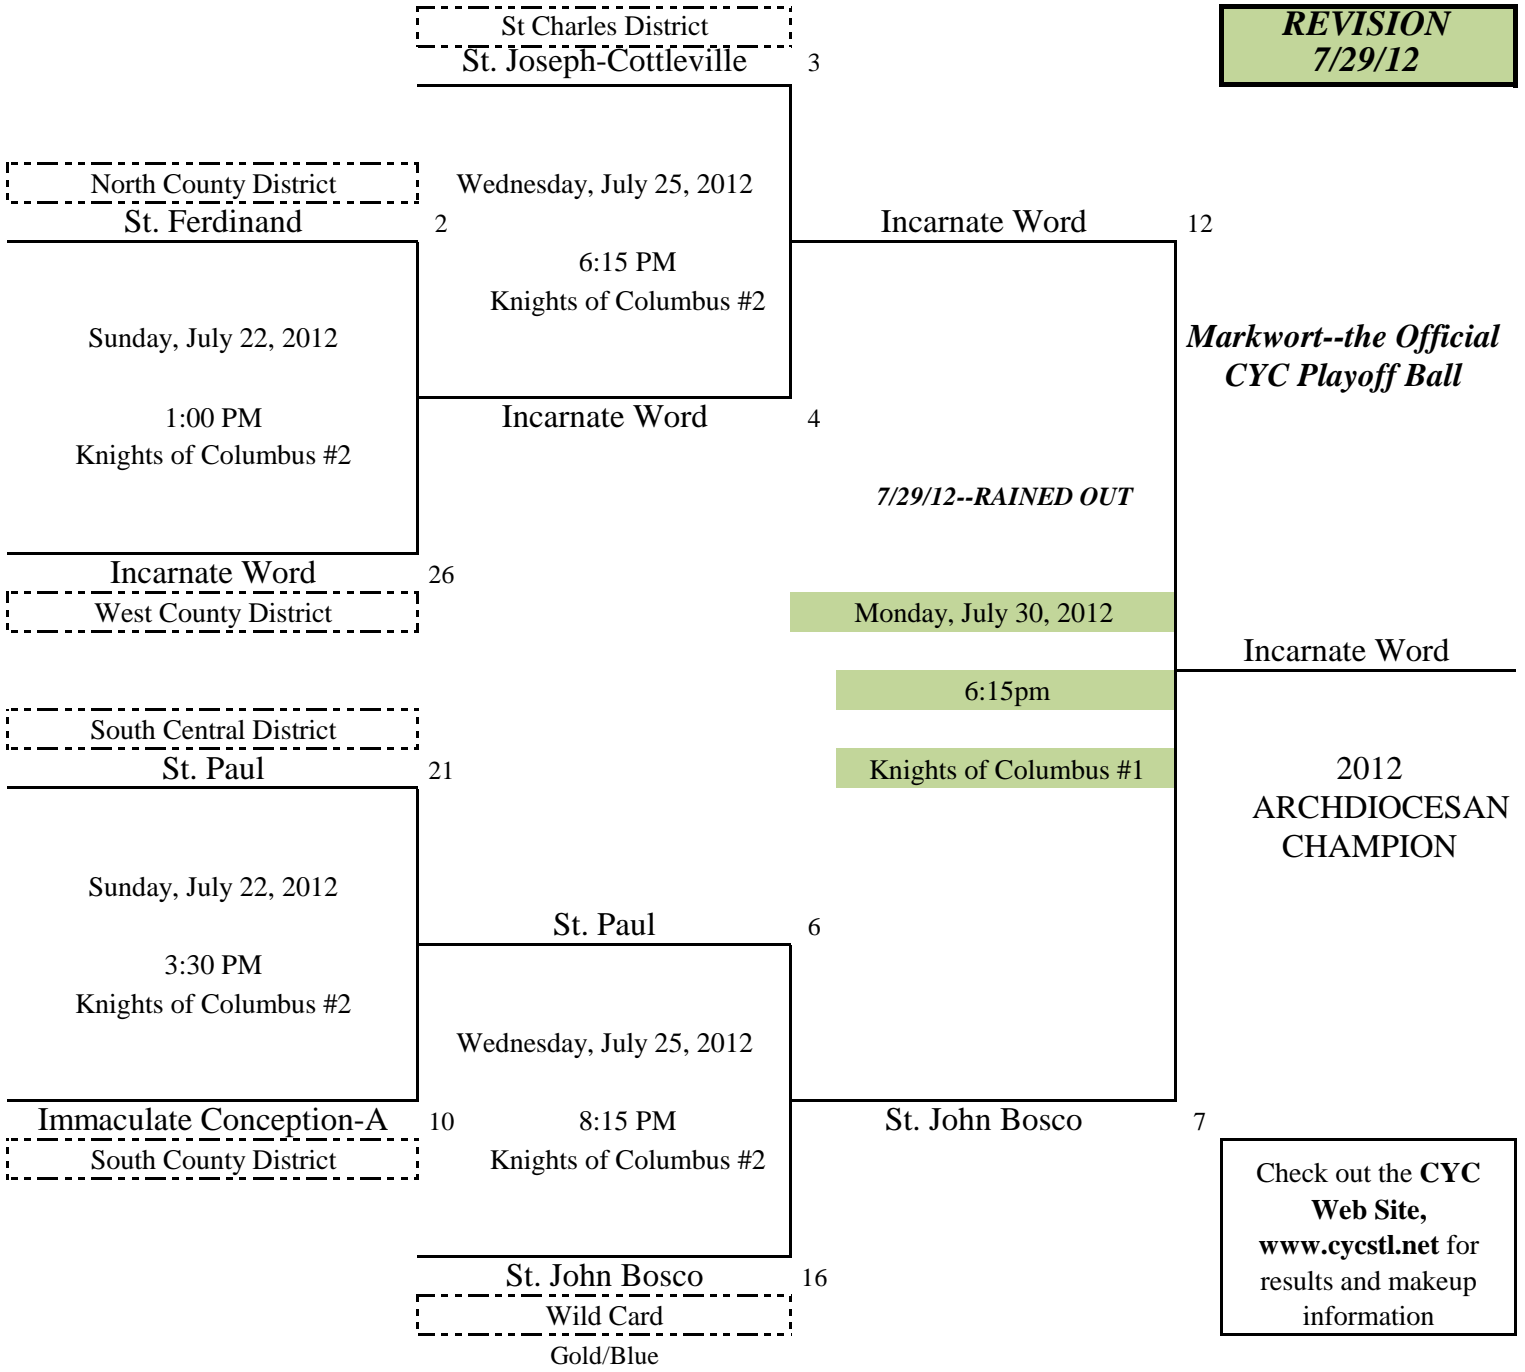 St Charles District
REVISION
7/29/12
St. Joseph-Cottleville 3
North County District
Wednesday, July 25, 2012
St. Ferdinand 2
Incarnate Word 12
6:15 PM
Knights of Columbus #2
Sunday, July 22, 2012
Markwort--the Official
CYC Playoff Ball
1:00 PM
Incarnate Word 4
Knights of Columbus #2
7/29/12--RAINED OUT
Incarnate Word 26
West County District
Monday, July 30, 2012
Incarnate Word
6:15pm
South Central District
St. Paul 21
Knights of Columbus #1
2012
ARCHDIOCESAN
CHAMPION
Sunday, July 22, 2012
St. Paul 6
3:30 PM
Knights of Columbus #2
Wednesday, July 25, 2012
Immaculate Conception-A 10
8:15 PM
St. John Bosco 7
South County District
Knights of Columbus #2
Check out the CYC
Web Site,
www.cycstl.net for
results and makeup
information
St. John Bosco 16
Wild Card
Gold/Blue